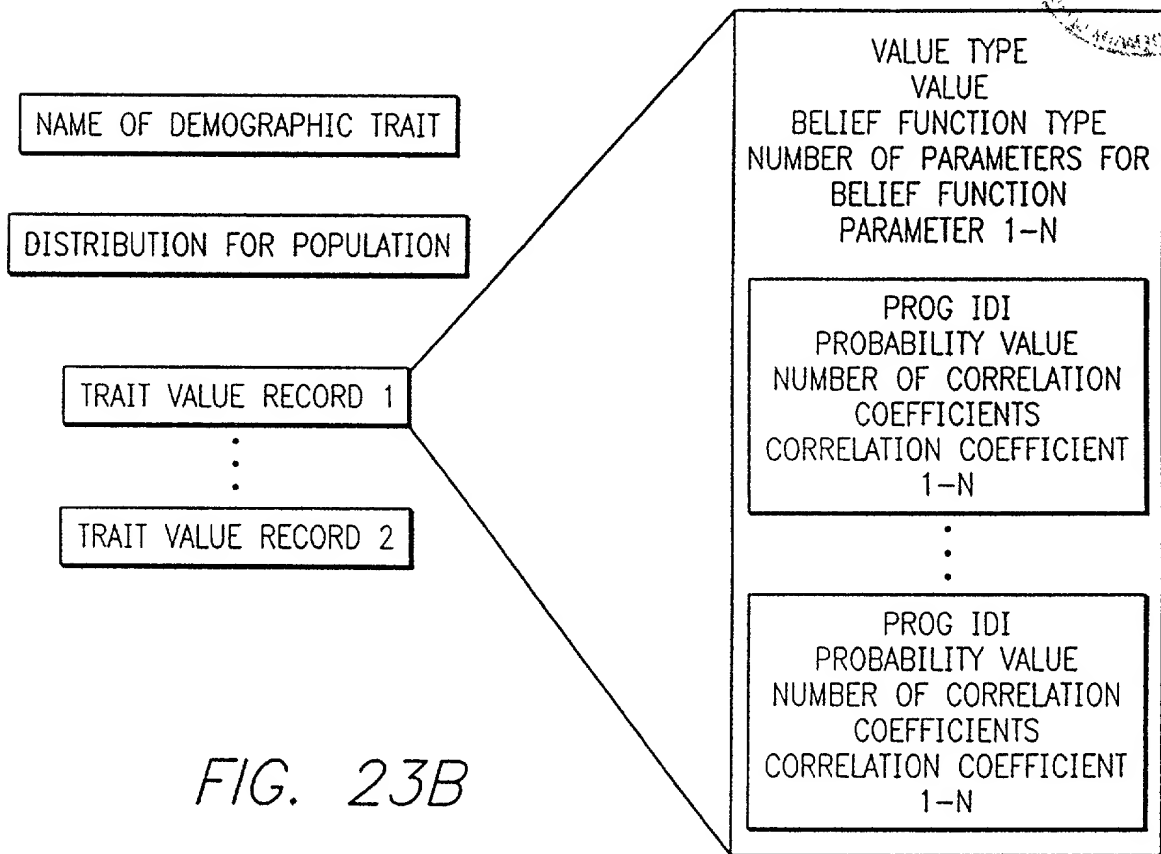 NAME OF DEMOGRAPHIC TRAIT
DISTRIBUTION FOR POPULATION
TRAIT VALUE RECORD 1
TRAIT VALUE RECORD 2
VALUE TYPE
VALUE
BELIEF FUNCTION TYPE
NUMBER OF PARAMETERS FOR
BELIEF FUNCTION
PARAMETER 1-N
PROG IDI
PROBABILITY VALUE
NUMBER OF CORRELATION
COEFFICIENTS
CORRELATION COEFFICIENT
1-N
PROG IDI
PROBABILITY VALUE
NUMBER OF CORRELATION
COEFFICIENTS
CORRELATION COEFFICIENT
1-N
FIG. 23B